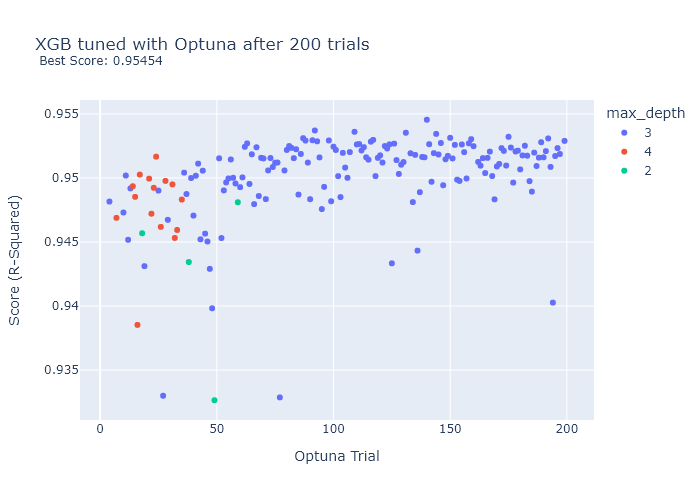 XGB tuned with Optuna after 200 trials
Best Score: 0.95454
max_depth
3
4
2
0.955
0.95
0.945
0.94
0.935
Score (R-Squared)
0
50
100
150
200
Optuna Trial